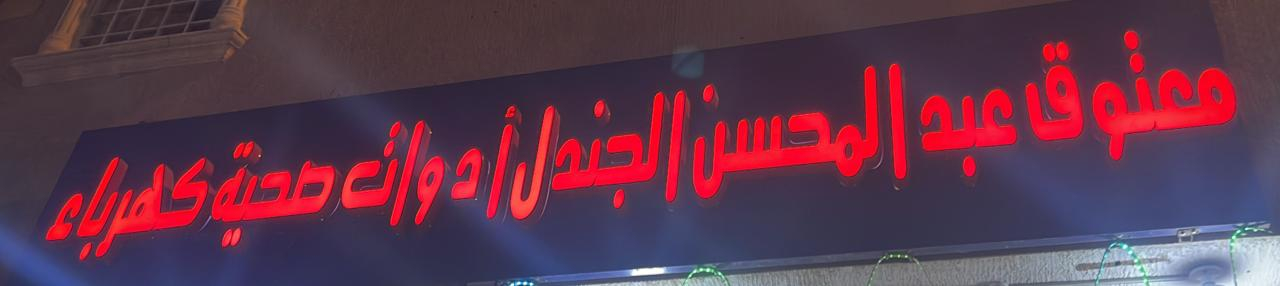 معتوق عبد المحسن الجندل أدوات صحية كهرباء